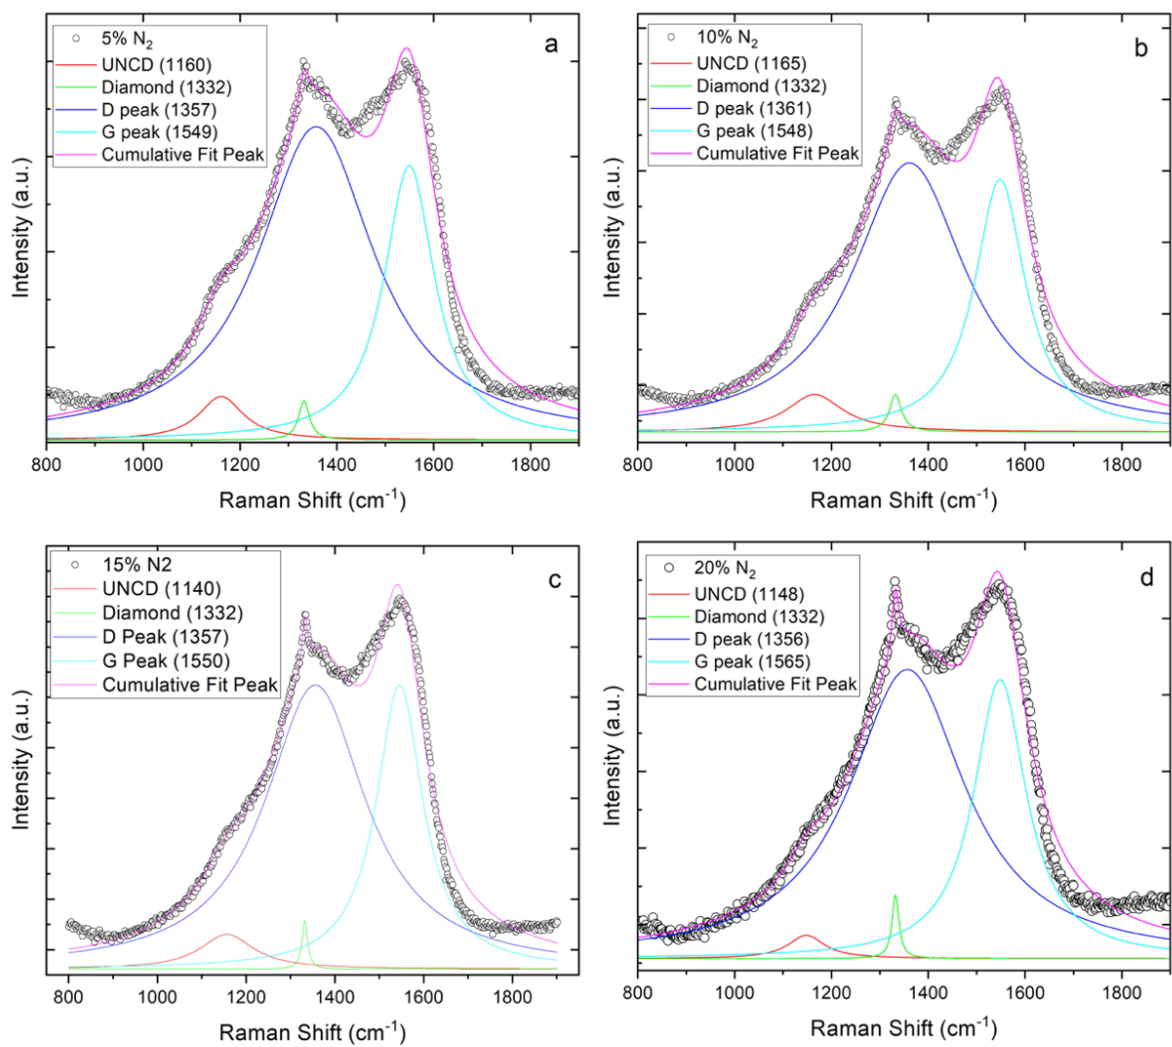 a
5% N₂
UNCD (1160)
Diamond (1332)
D peak (1357)
G peak (1549)
Cumulative Fit Peak
Intensity (a.u.)
800 1000 1200 1400 1600 1800
Raman Shift (cm⁻¹)
b
10% N₂
UNCD (1165)
Diamond (1332)
D peak (1361)
G peak (1548)
Cumulative Fit Peak
Intensity (a.u.)
800 1000 1200 1400 1600 1800
Raman Shift (cm⁻¹)
c
15% N2
UNCD (1140)
Diamond (1332)
D Peak (1357)
G Peak (1550)
Cumulative Fit Peak
Intensity (a.u.)
800 1000 1200 1400 1600 1800
Raman Shift (cm⁻¹)
d
20% N₂
UNCD (1148)
Diamond (1332)
D peak (1356)
G peak (1565)
Cumulative Fit Peak
Intensity (a.u.)
800 1000 1200 1400 1600 1800
Raman Shift (cm⁻¹)